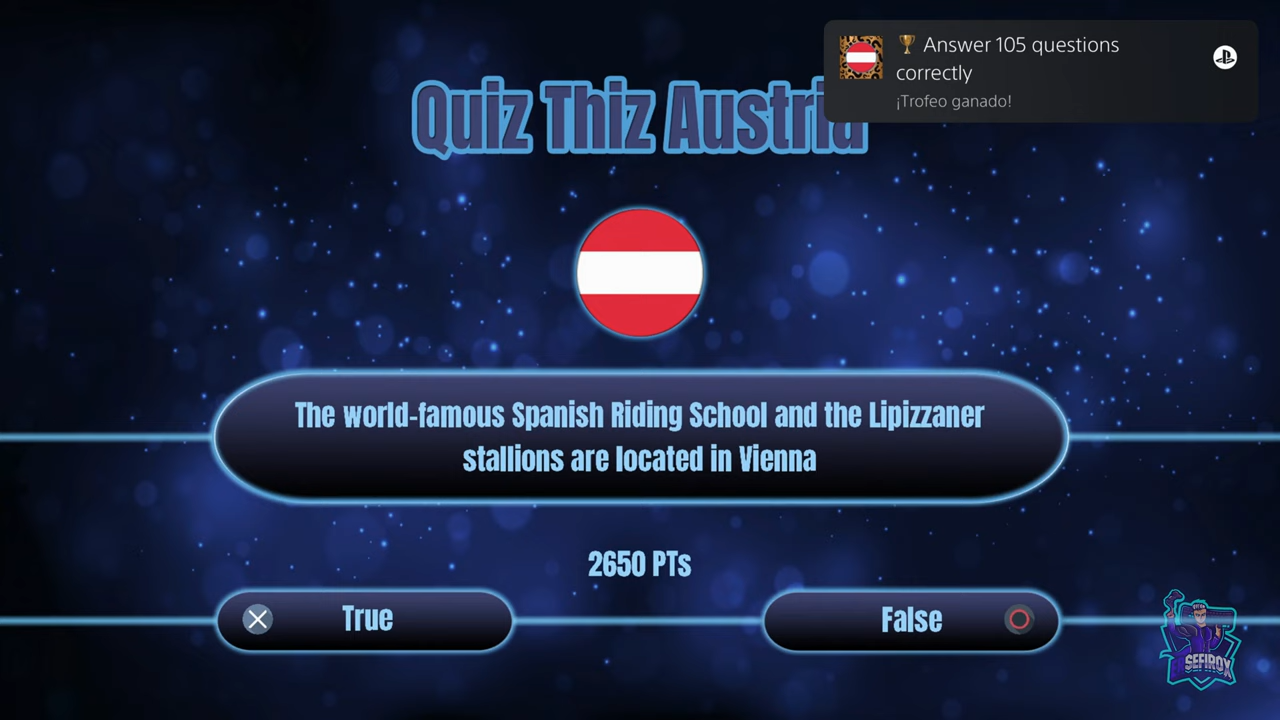 Answer 105 questions
correctly
¡Trofeo ganado!
Quiz Thiz Austria
The world-famous Spanish Riding School and the Lipizzaner
stallions are located in Vienna
2650 PTs
True
False
SEFIROX